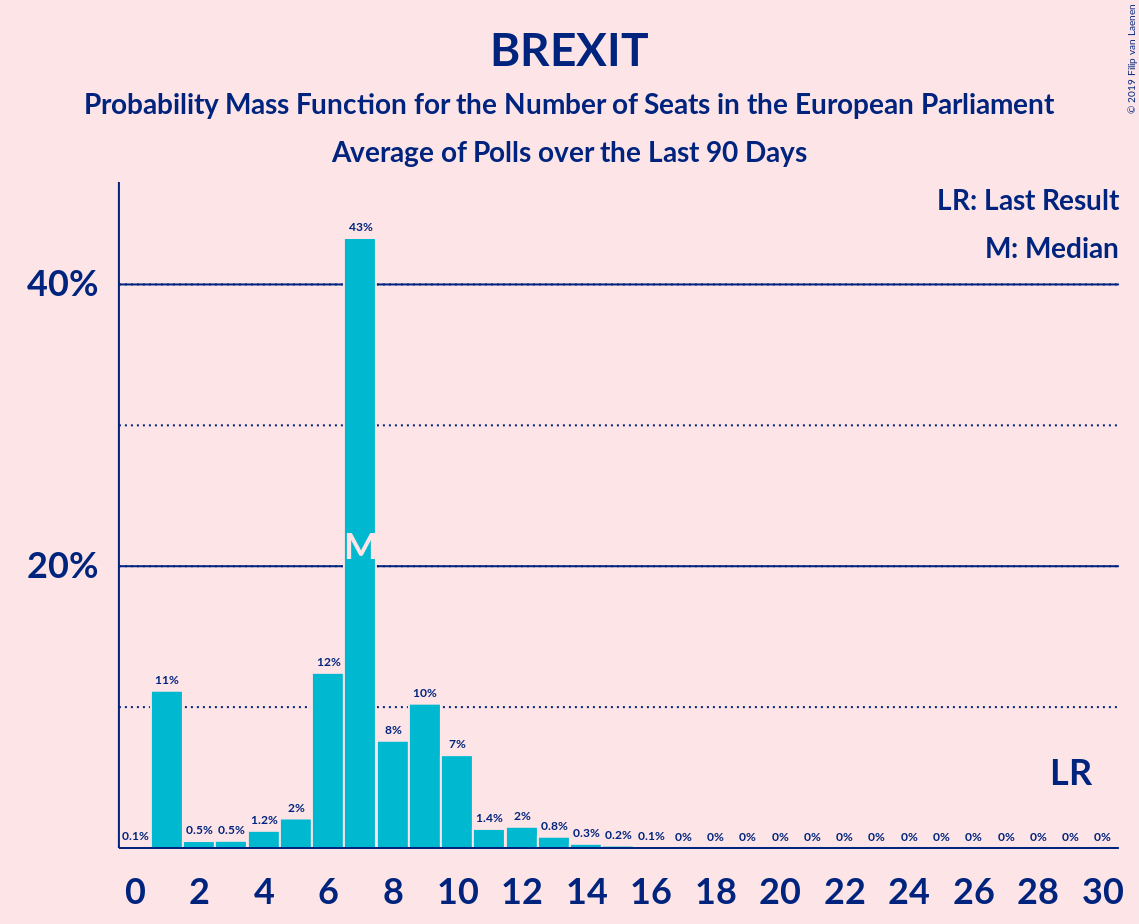 BREXIT
Probability Mass Function for the Number of Seats in the European Parliament
Average of Polls over the Last 90 Days
© 2019 Filip van Laenen
LR: Last Result
M: Median
40%
20%
43%
M
12%
11%
10%
8%
7%
LR
0.1% 0.5% 0.5% 1.2% 2% 1.4% 2% 0.8% 0.3% 0.2% 0.1% 0% 0% 0% 0% 0% 0% 0% 0% 0% 0% 0% 0% 0% 0%
0 2 4 6 8 10 12 14 16 18 20 22 24 26 28 30